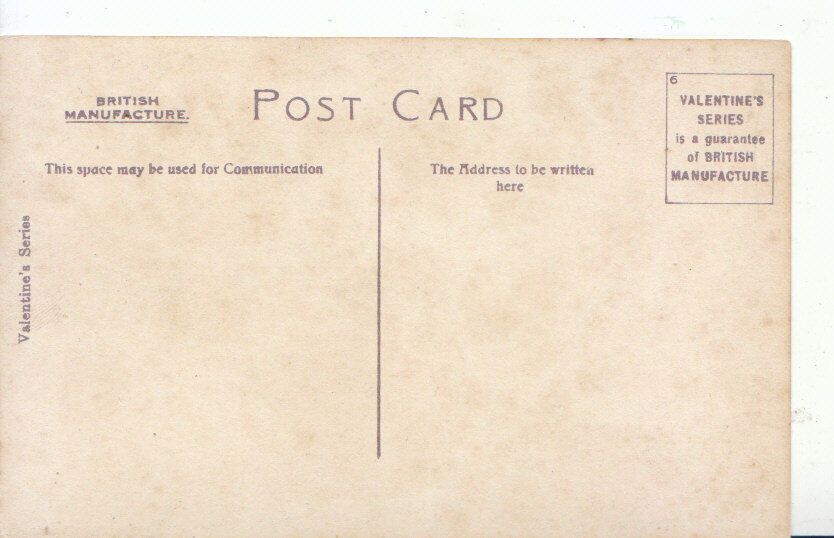 BRITISH
MANUFACTURE.
POST CARD
6
VALENTINE'S
SERIES
is a guarantee
of BRITISH
MANUFACTURE
This space may be used for Communication
The Address to be written
here
Valentine's Series